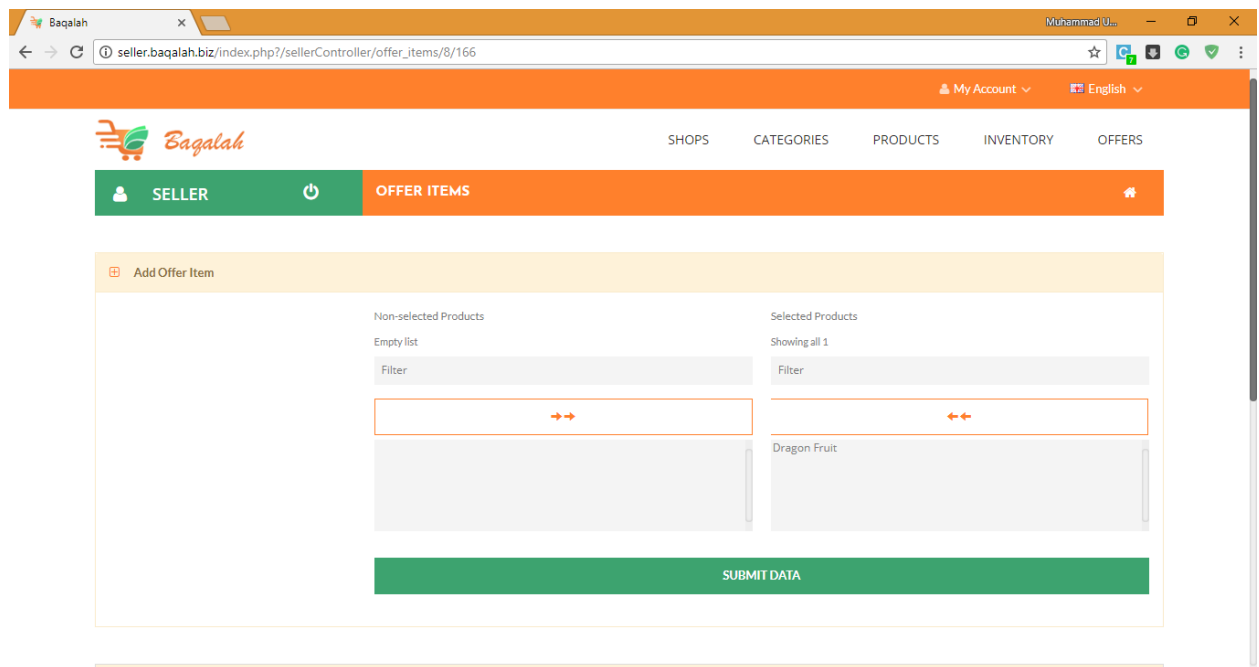 Baqalah
Muhammad U...
seller.baqalah.biz/index.php?/sellerController/offer_items/8/166
7
My Account
English
Baqalah
SHOPS CATEGORIES PRODUCTS INVENTORY OFFERS
SELLER
OFFER ITEMS
Add Offer Item
Non-selected Products
Selected Products
Empty list
Showing all 1
Filter
Filter
Dragon Fruit
SUBMIT DATA